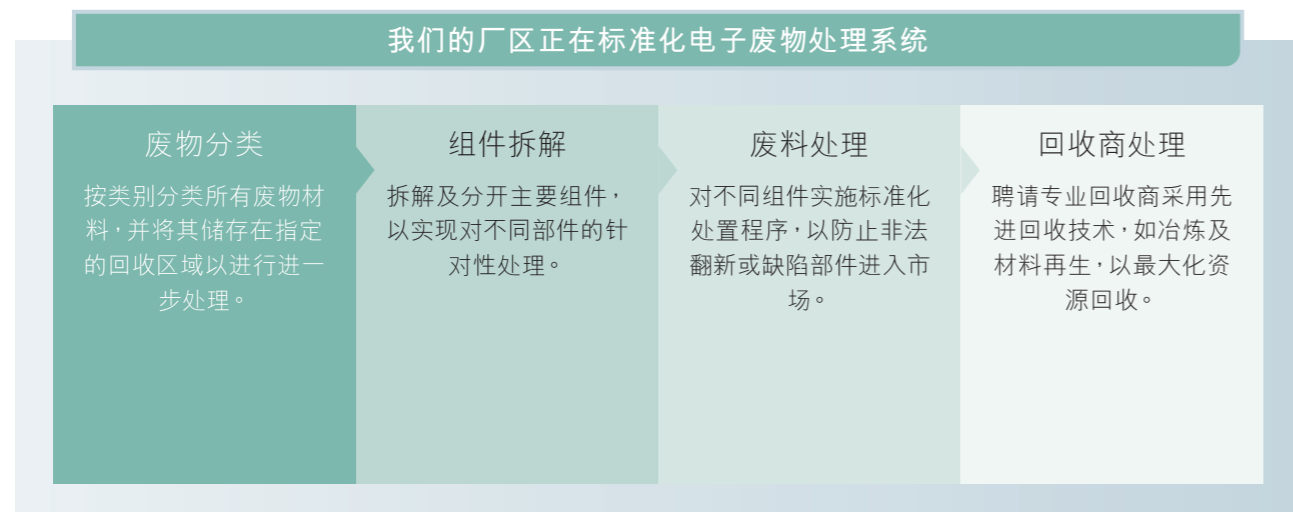 我们的厂区正在标准化电子废物处理系统
废物分类
按类别分类所有废物材
料，并将其储存在指定
的回收区域以进行进一
步处理。
组件拆解
拆解及分开主要组件，
以实现对不同部件的针
对性处理。
废料处理
对不同组件实施标准化
处置程序，以防止非法
翻新或缺陷部件进入市
场。
回收商处理
聘请专业回收商采用先
进回收技术，如冶炼及
材料再生，以最大化资
源回收。